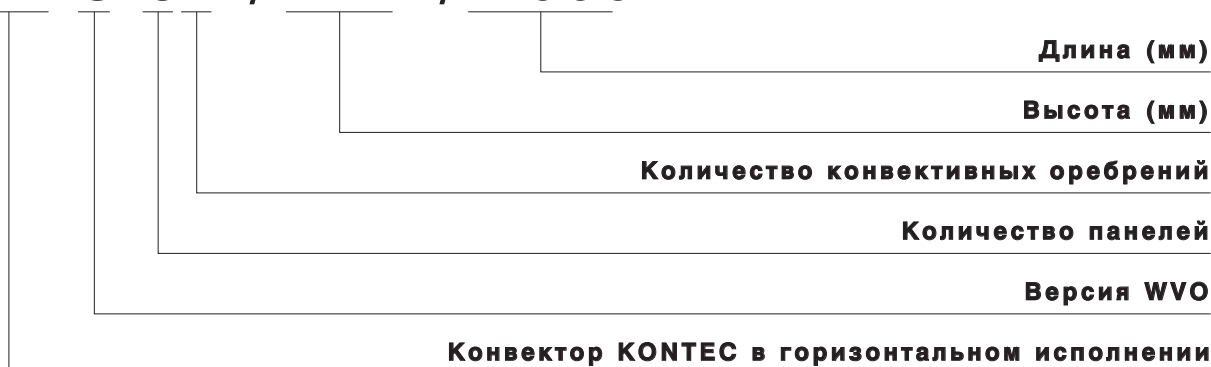 Длина (мм)
Высота (мм)
Количество конвективных оребрений
Количество панелей
Версия WVO
Конвектор KONTEC в горизонтальном исполнении